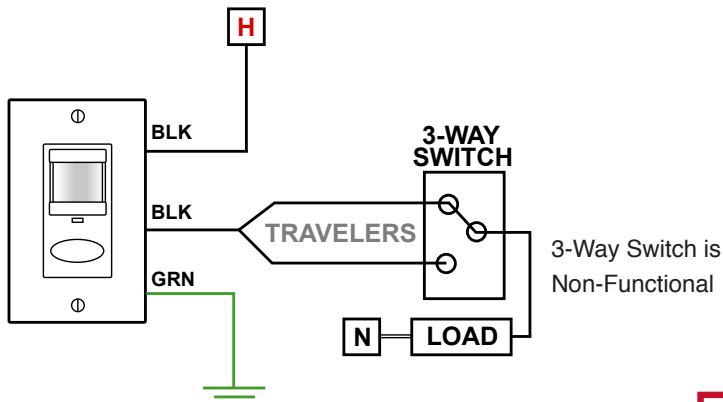 H
BLK
3-WAY
SWITCH
BLK
TRAVELERS
3-Way Switch is
Non-Functional
GRN
N
LOAD